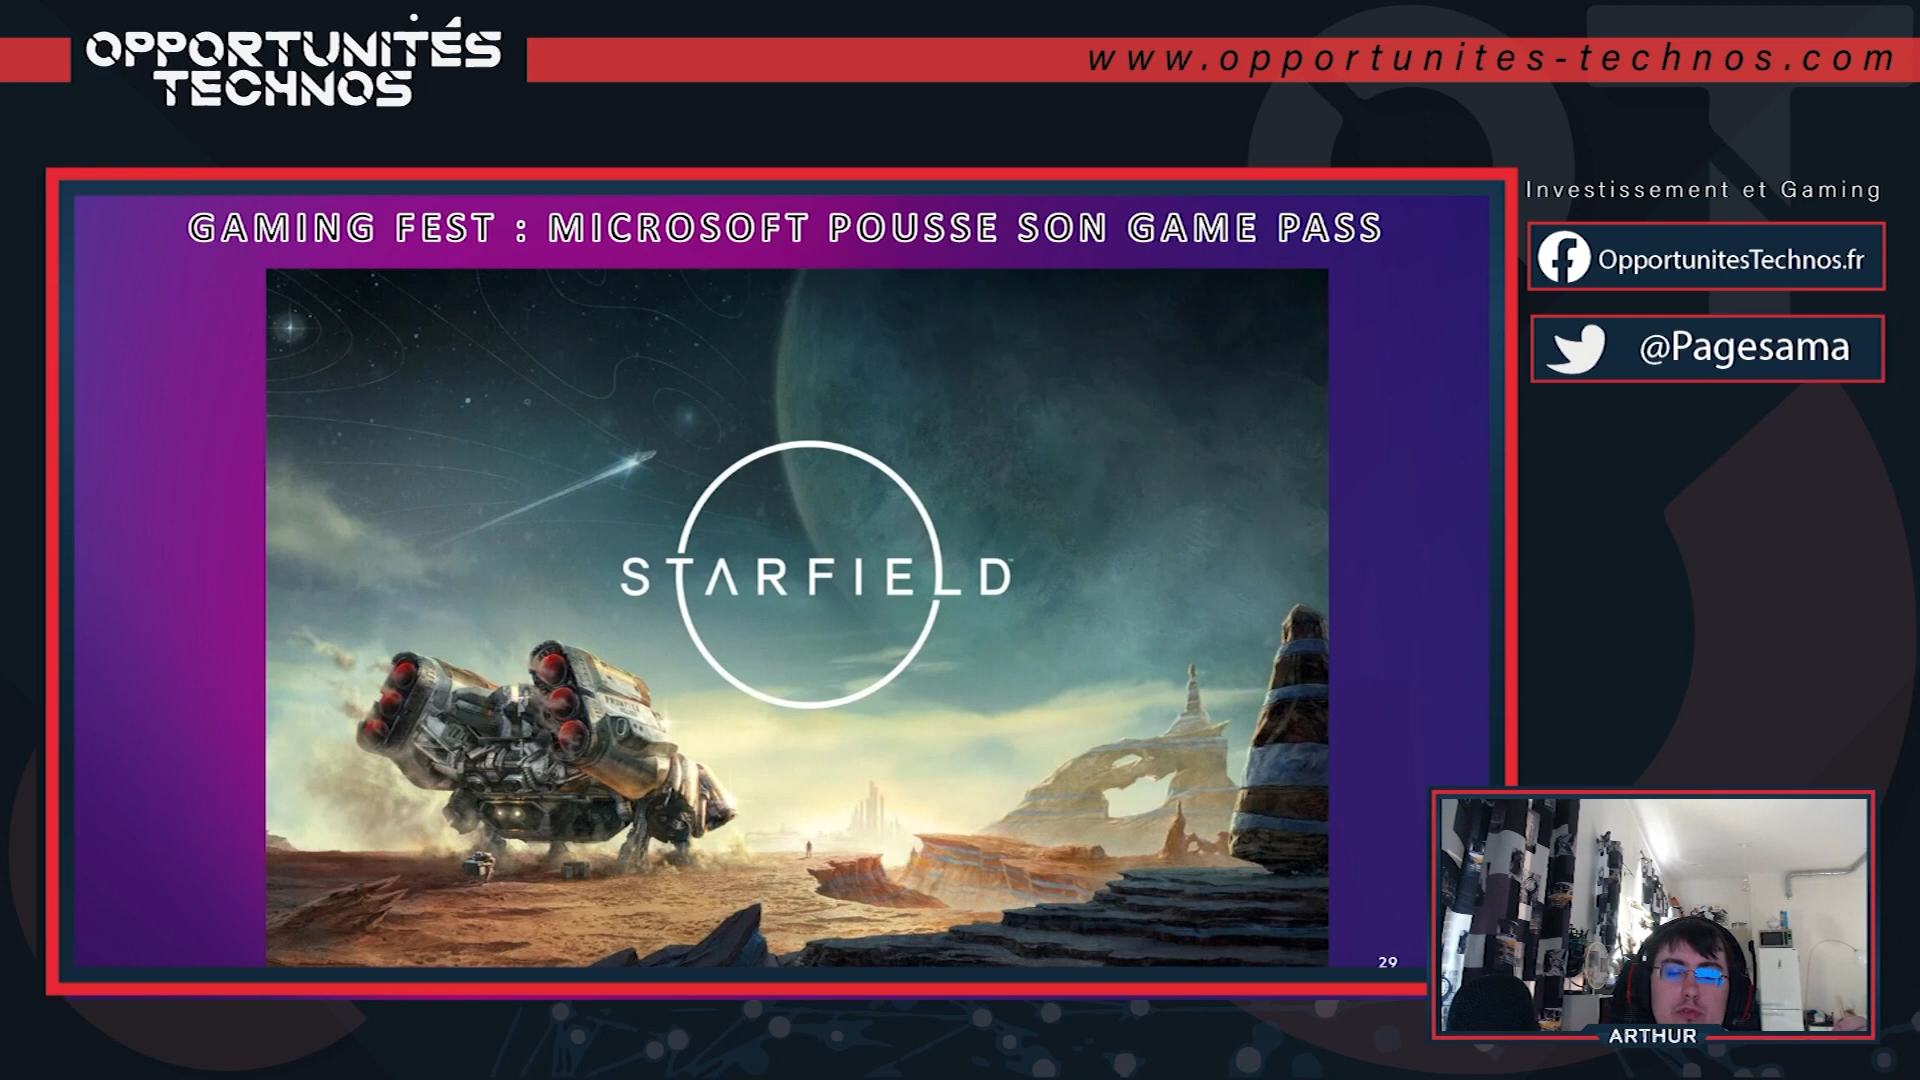 OPPORTUNITÉS
TECHNOS
www.opportunites-technos.com
Investissement et Gaming
OpportunitesTechnos.fr
@Pagesama
GAMING FEST : MICROSOFT POUSSE SON GAME PASS
STARFIELD
FRONTIER
29
ARTHUR